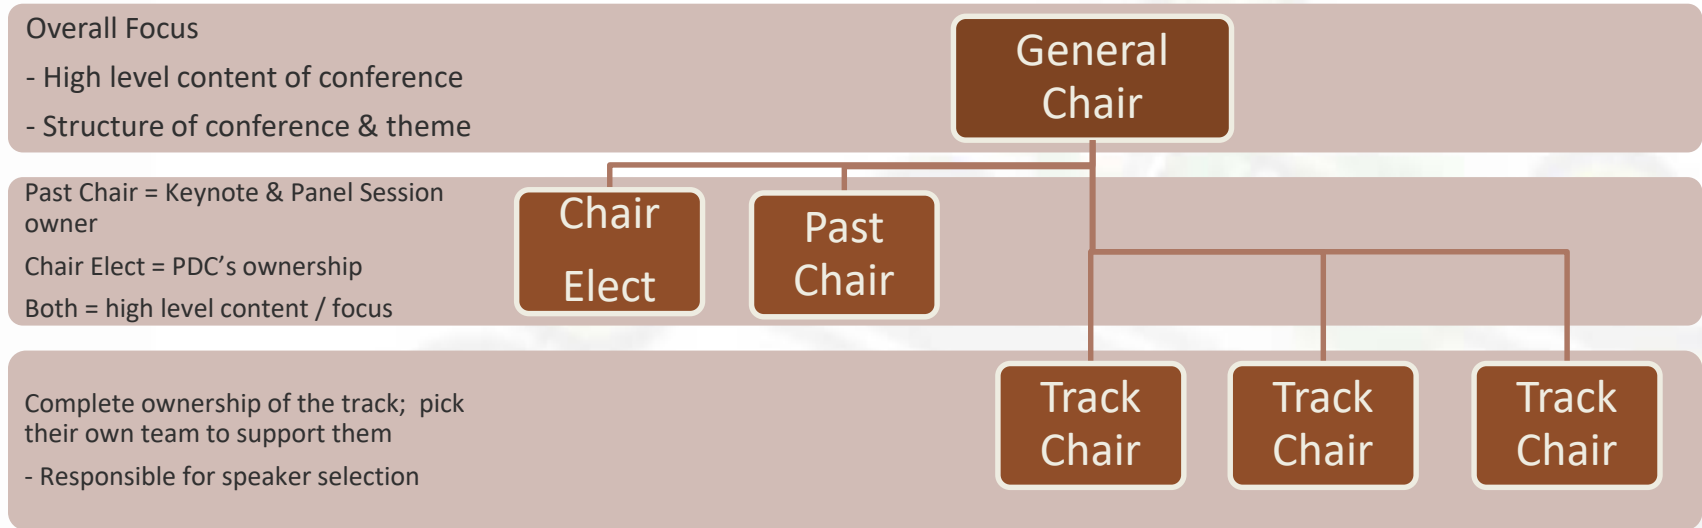 Overall Focus
- High level content of conference
- Structure of conference & theme
General
Chair
Past Chair = Keynote & Panel Session
owner
Chair Elect = PDC’s ownership
Both = high level content / focus
Chair
Elect
Past
Chair
Complete ownership of the track;  pick
their own team to support them
- Responsible for speaker selection
Track
Chair
Track
Chair
Track
Chair